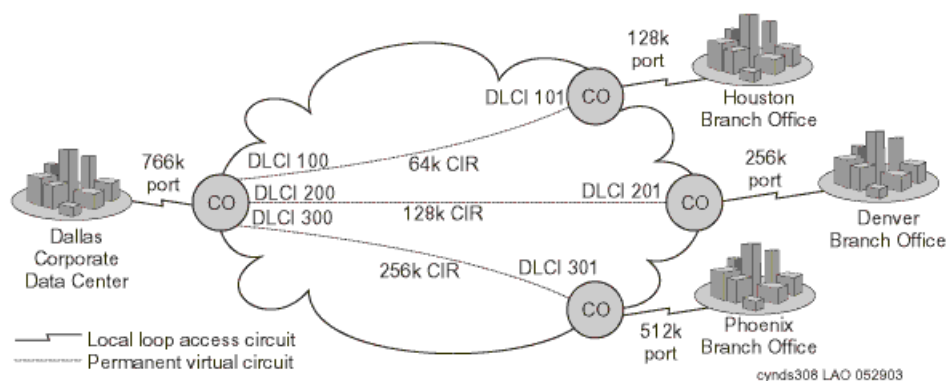 128k
port
Houston
Branch Office
DLCI 101
CO
DLCI 100
64k CIR
766k
port
CO
DLCI 200
128k CIR
DLCI 201
CO
256k
port
Denver
Branch Office
Dallas
Corporate
Data Center
DLCI 300
256k CIR
DLCI 301
CO
512k
port
Phoenix
Branch Office
Local loop access circuit
Permanent virtual circuit
cynds308 LAO 052903